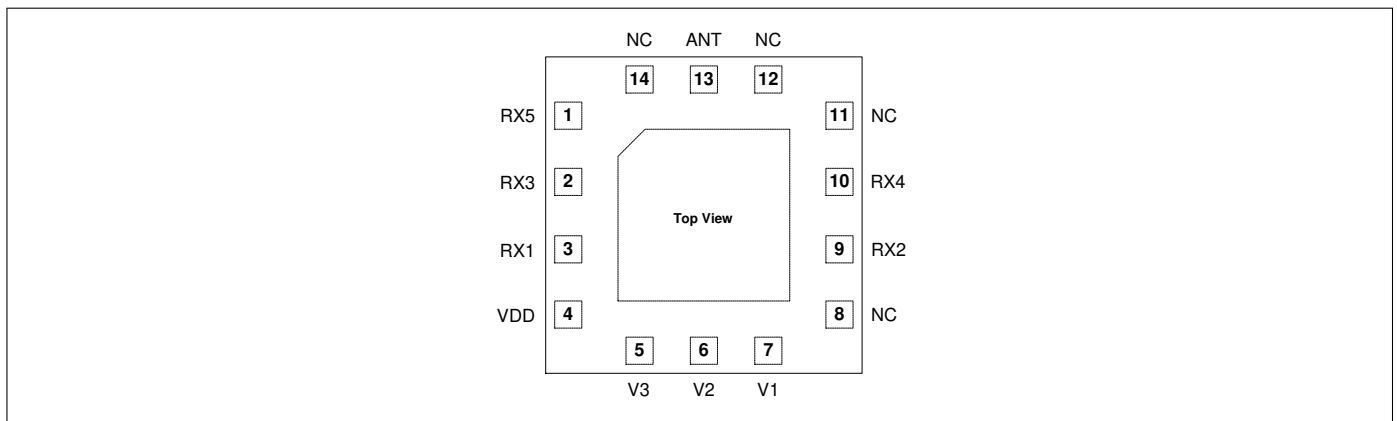 NC ANT NC
14 13 12
RX5 1 11 NC
RX3 2 10 RX4
Top View
RX1 3 9 RX2
VDD 4 8 NC
5 6 7
V3 V2 V1